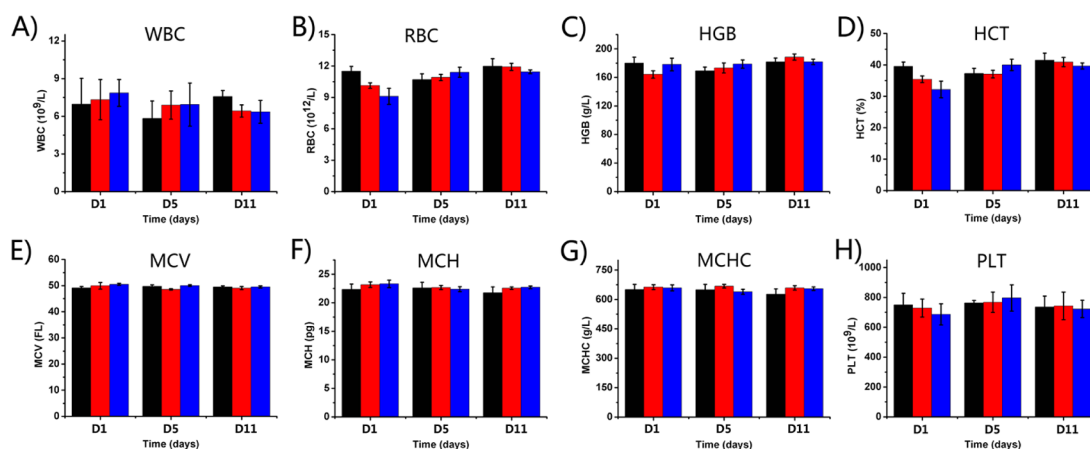 A) WBC
12
9
6
3
0
WBC (10⁹/L)
D1 D5 D11
Time (days)
B) RBC
15
12
9
6
3
0
RBC (10¹²/L)
D1 D5 D11
Time (days)
C) HGB
200
160
120
80
40
0
HGB (g/L)
D1 D5 D11
Time (days)
D) HCT
50
40
30
20
10
0
HCT (%)
D1 D5 D11
Time (days)
E) MCV
60
50
40
30
20
10
0
MCV (FL)
D1 D5 D11
Time (days)
F) MCH
25
20
15
10
5
0
MCH (pg)
D1 D5 D11
Time (days)
G) MCHC
750
600
450
300
150
0
MCHC (g/L)
D1 D5 D11
Time (days)
H) PLT
1000
800
600
400
200
0
PLT (10⁹/L)
D1 D5 D11
Time (days)